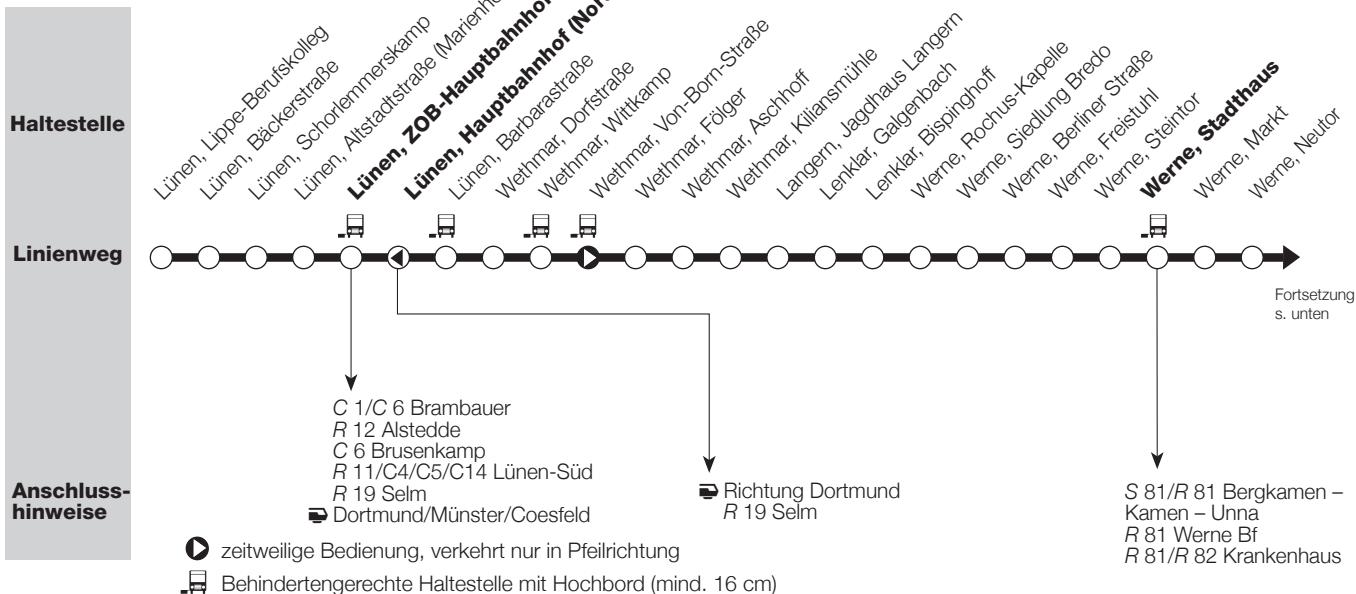 Haltestelle
Lünen, Lippe-Berufskolleg
Lünen, Bäckerstraße
Lünen, Schorlemmerskamp
Lünen, Altstadtstraße
Lünen, ZOB-Hauptbahnhof
Lünen, Hauptbahnhof
Lünen, Barbarastraße
Wethmar, Dorfstraße
Wethmar, Wittkamp
Wethmar, Von-Born-Straße
Wethmar, Fölger
Wethmar, Aschhoff
Wethmar, Kiliansmühle
Langern, Jagdhaus Langern
Lenklar, Galgenbach
Lenklar, Bispinghoff
Werne, Rochus-Kapelle
Werne, Siedlung Bredo
Werne, Berliner Straße
Werne, Freistuhl
Werne, Steintor
Werne, Stadthaus
Werne, Markt
Werne, Neutor
Linienweg
Fortsetzung
s. unten
Anschluss-
hinweise
C 1/C 6 Brambauer
R 12 Alstedde
C 6 Brusenkamp
R 11/C4/C5/C14 Lünen-Süd
R 19 Selm
Dortmund/Münster/Coesfeld
Richtung Dortmund
R 19 Selm
S 81/R 81 Bergkamen –
Kamen – Unna
R 81 Werne Bf
R 81/R 82 Krankenhaus
zeitweilige Bedienung, verkehrt nur in Pfeilrichtung
Behindertengerechte Haltestelle mit Hochbord (mind. 16 cm)